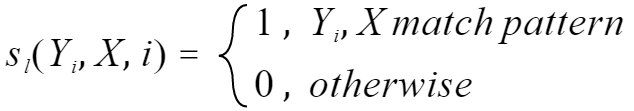 s_l(Y_i, X, i) = { 1 , Y_i, X match pattern
0 , otherwise